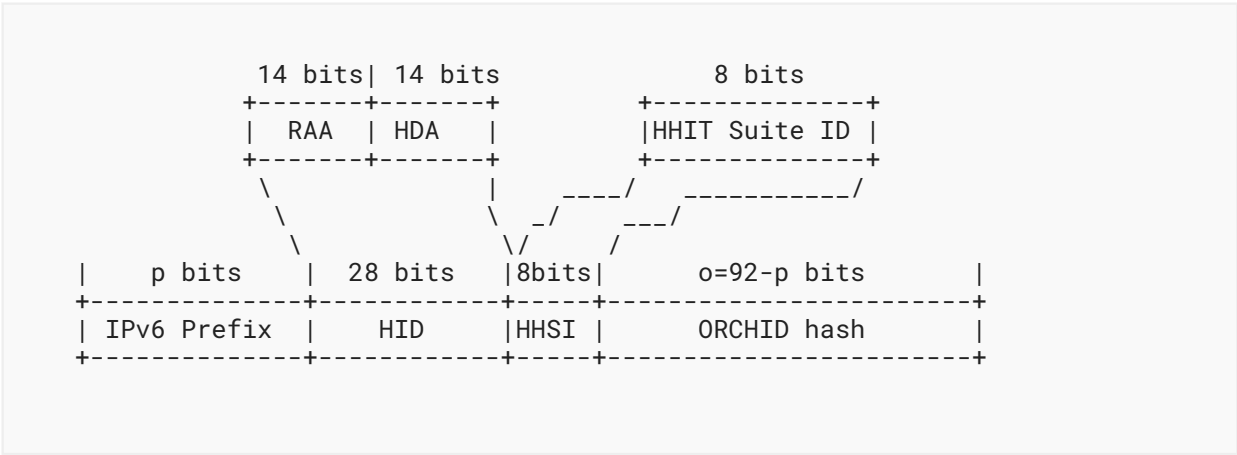 14 bits| 14 bits              8 bits
           +-------+-------+         +--------------+
           |  RAA  | HDA   |         |HHIT Suite ID |
           +-------+-------+         +--------------+
            \              |    ____/   ___________/
             \             \  _/    ___/
              \             \/     /
|    p bits    |  28 bits   |8bits|      o=92-p bits       |
+--------------+------------+-----+------------------------+
| IPv6 Prefix  |    HID     |HHSI |      ORCHID hash       |
+--------------+------------+-----+------------------------+